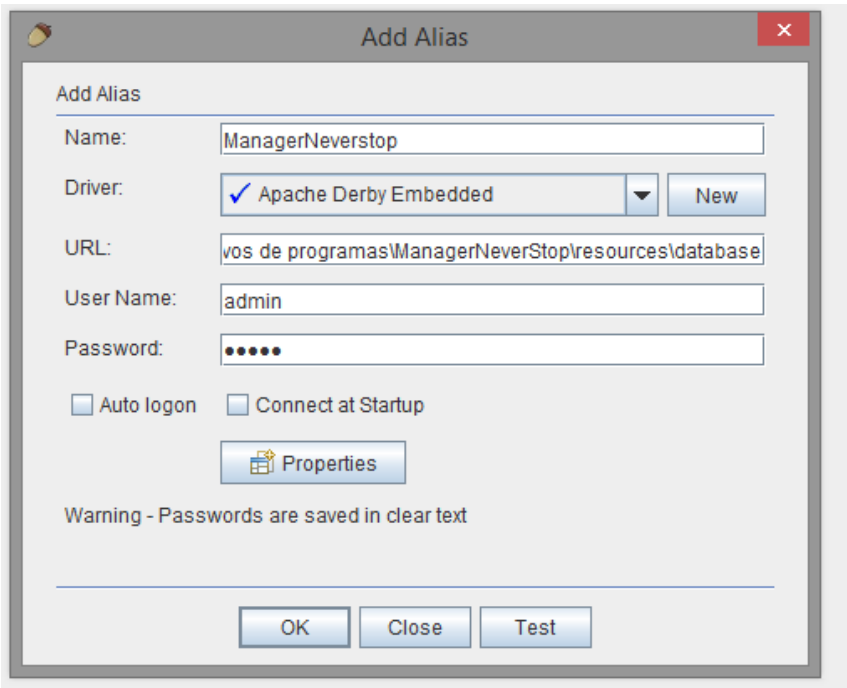 Add Alias
Add Alias
Name: ManagerNeverstop
Driver: Apache Derby Embedded New
URL: vos de programas\ManagerNeverStop\resources\database
User Name: admin
Password: •••••
Auto logon Connect at Startup
Properties
Warning - Passwords are saved in clear text
OK Close Test